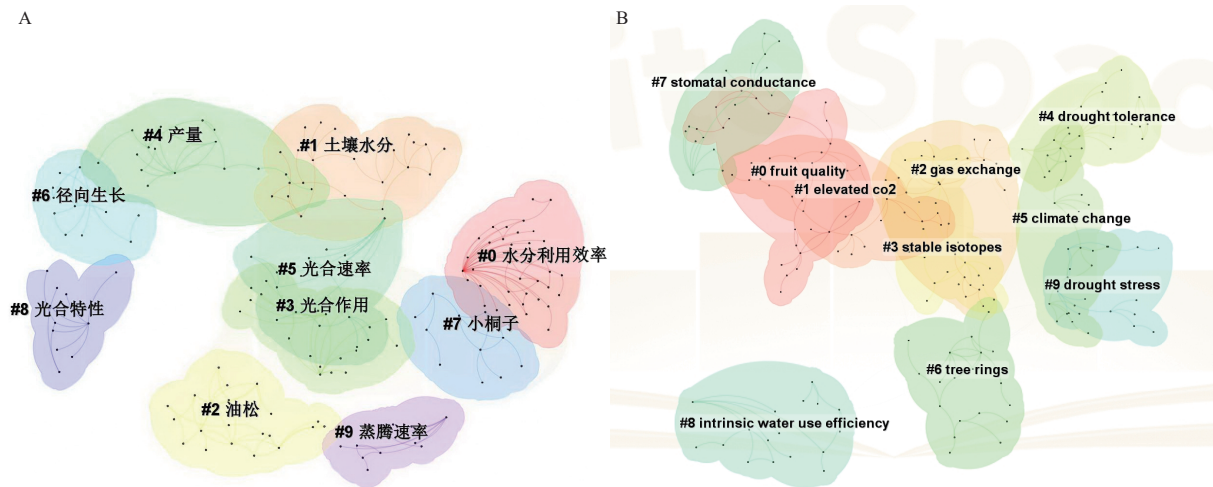 A
#4 产量
#1 土壤水分
#6 径向生长
#0 水分利用效率
#5 光合速率
#3 光合作用
#8 光合特性
#7 小桐子
#2 油松
#9 蒸腾速率
B
#7 stomatal conductance
#4 drought tolerance
#0 fruit quality
#2 gas exchange
#1 elevated co2
#5 climate change
#3 stable isotopes
#9 drought stress
#6 tree rings
#8 intrinsic water use efficiency